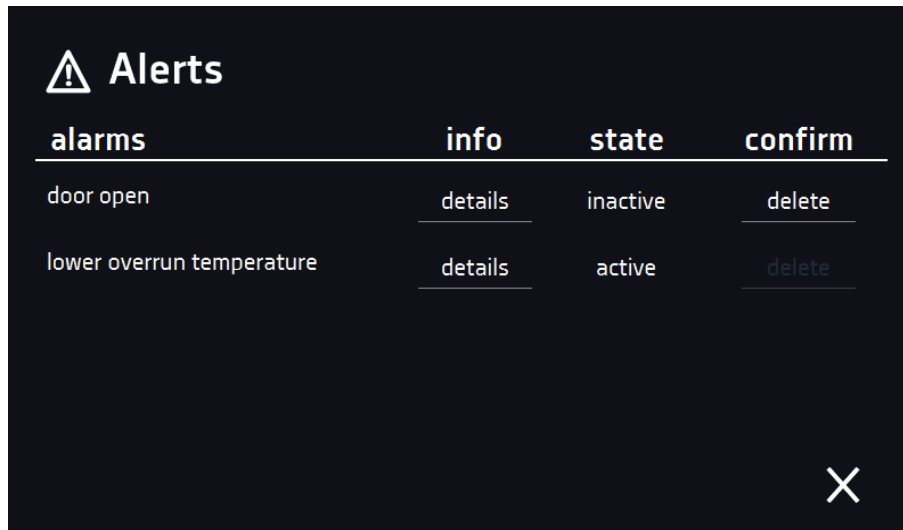 Alerts
alarms info state confirm
door open details inactive delete
lower overrun temperature details active delete